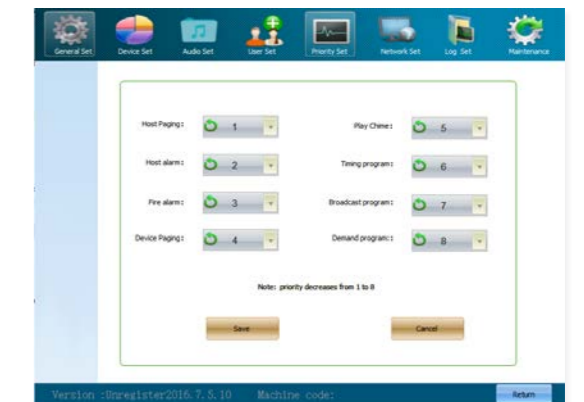 General Set Device Set Audio Set User Set Priority Set Network Set Log Set Maintenance
Host Paging: 1 Play Chime: 5
Host alarm: 2 Timing program: 6
Fire alarm: 3 Broadcast program: 7
Device Paging: 4 Demand program: 8
Note: priority decreases from 1 to 8
Save Cancel
Version :Unregister2016.7.5.10 Machine code: Return